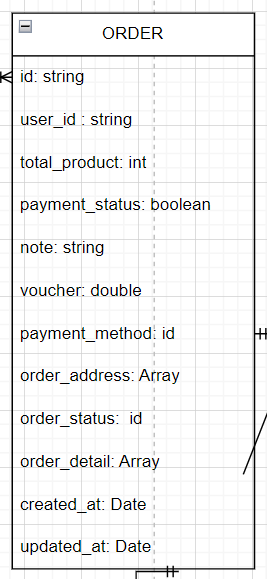 ORDER
id: string
user_id : string
total_product: int
payment_status: boolean
note: string
voucher: double
payment_method: id
order_address: Array
order_status:  id
order_detail: Array
created_at: Date
updated_at: Date